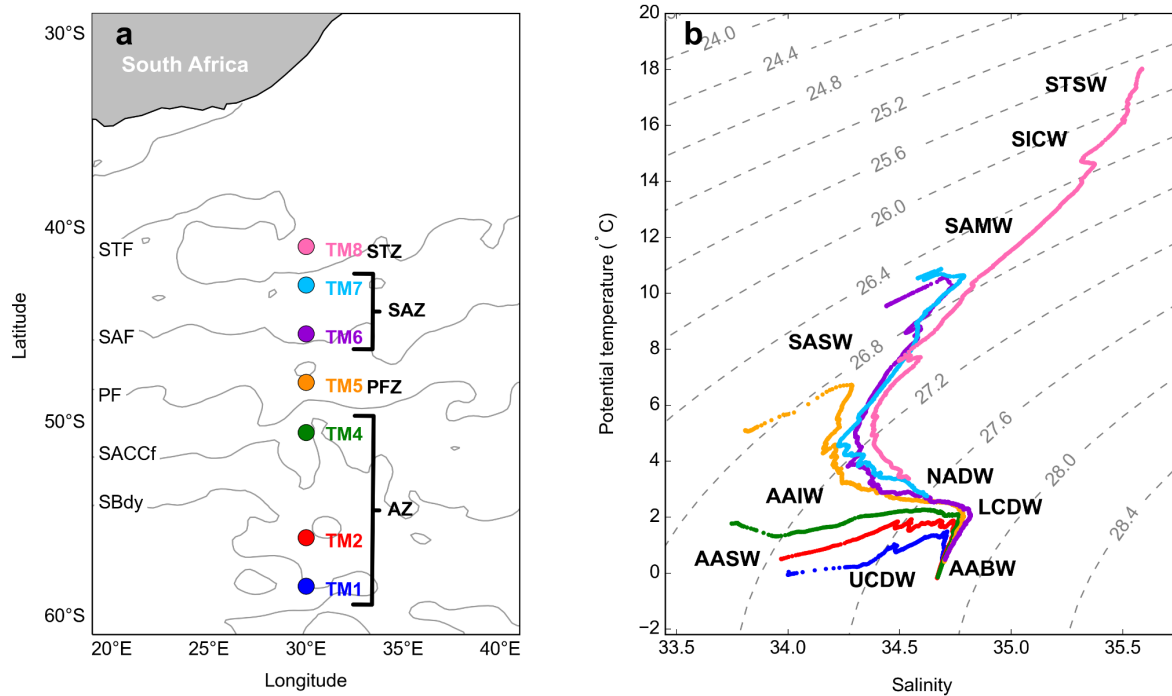 a
South Africa
30°S
40°S
50°S
60°S
Latitude
STF
SAF
PF
SACCf
SBdy
TM8 STZ
TM7
SAZ
TM6
TM5 PFZ
TM4
AZ
TM2
TM1
20°E 25°E 30°E 35°E 40°E
Longitude
b
20
18
16
14
12
10
8
6
4
2
0
−2
Potential temperature (°C)
24.0
24.4
24.8
25.2
25.6
26.0
26.4
26.8
27.2
27.6
28.0
28.4
STSW
SICW
SAMW
SASW
NADW
AAIW
LCDW
AASW
UCDW
AABW
33.5 34.0 34.5 35.0 35.5
Salinity